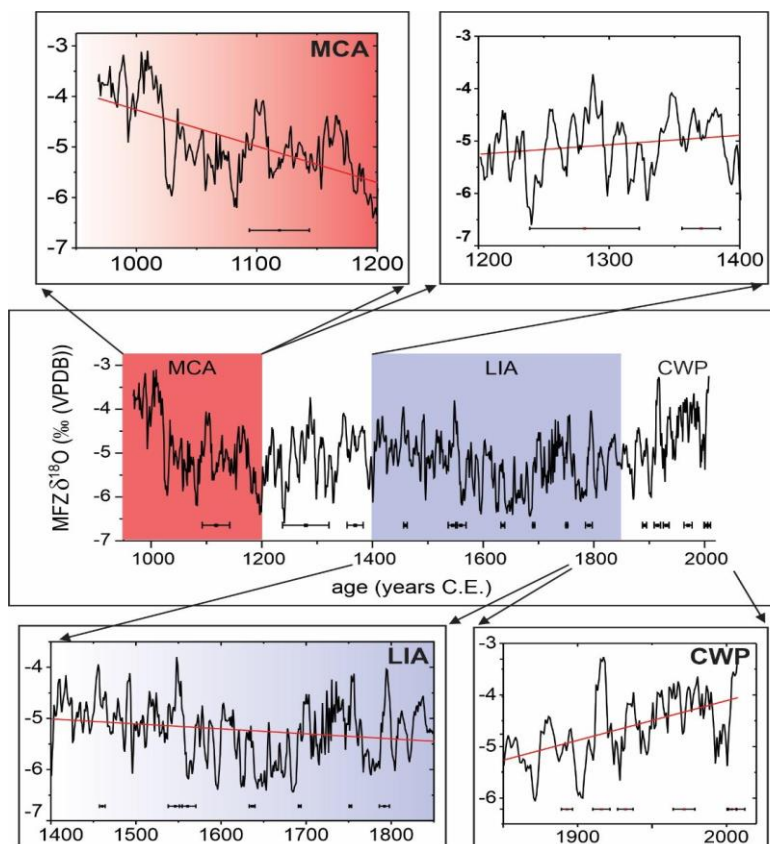 MCA
-3
-4
-5
-6
-7
1000 1100 1200
-3
-4
-5
-6
-7
1200 1300 1400
MFZ δ¹⁸O (‰ (VPDB))
MCA LIA CWP
-3
-4
-5
-6
-7
1000 1200 1400 1600 1800 2000
age (years C.E.)
LIA
-4
-5
-6
-7
1400 1500 1600 1700 1800
CWP
-3
-4
-5
-6
1900 2000